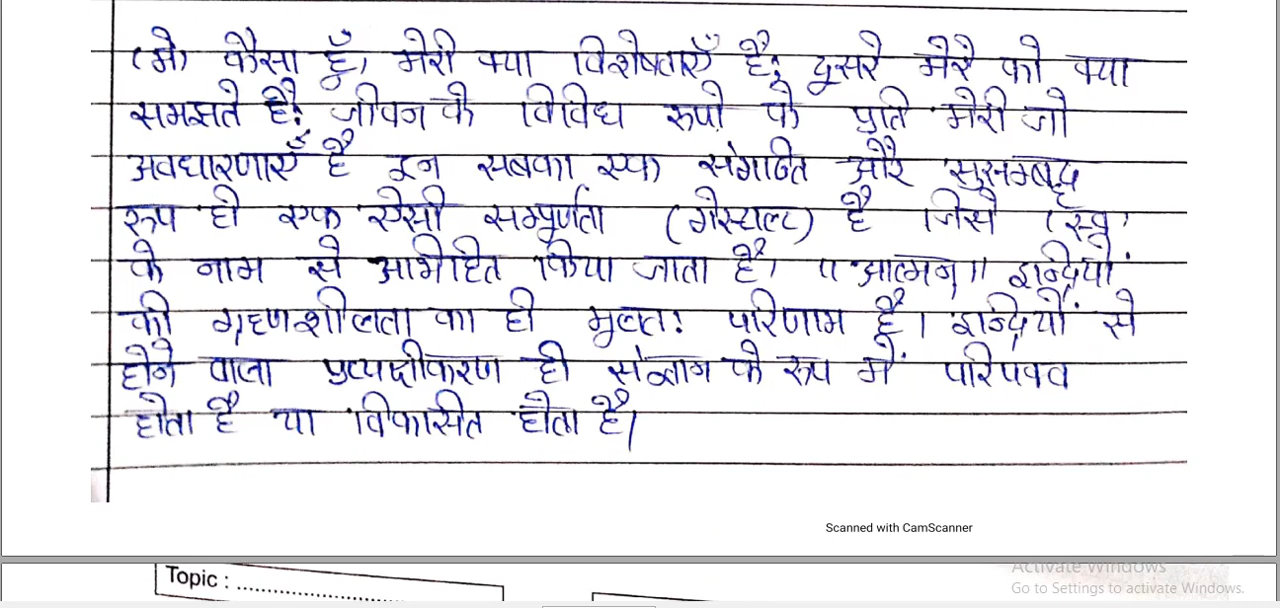 (मै) कैसा हूँ, मेरी क्या विशेषताएँ है; दूसरे मेरे को क्या
समझते है; जीवन के विविध रूपो के प्रति मेरी जो
अवधारणाएँ है इन सबका एक संगठित और सुसम्बद्ध
रूप ही एक ऐसी सम्पूर्णता (गेस्टाल्ट) है जिसे 'स्व'
के नाम से अभिहित किया जाता है। "आत्मन्" इन्द्रियों
की ग्रहणशीलता का ही मुलत: परिणाम है। इन्द्रियों से
होने वाला प्रत्यक्षीकरण ही संज्ञान के रूप में परिपक्व
होता है या विकासित होता है।
Scanned with CamScanner
Topic :
Activate Windows
Go to Settings to activate Windows.